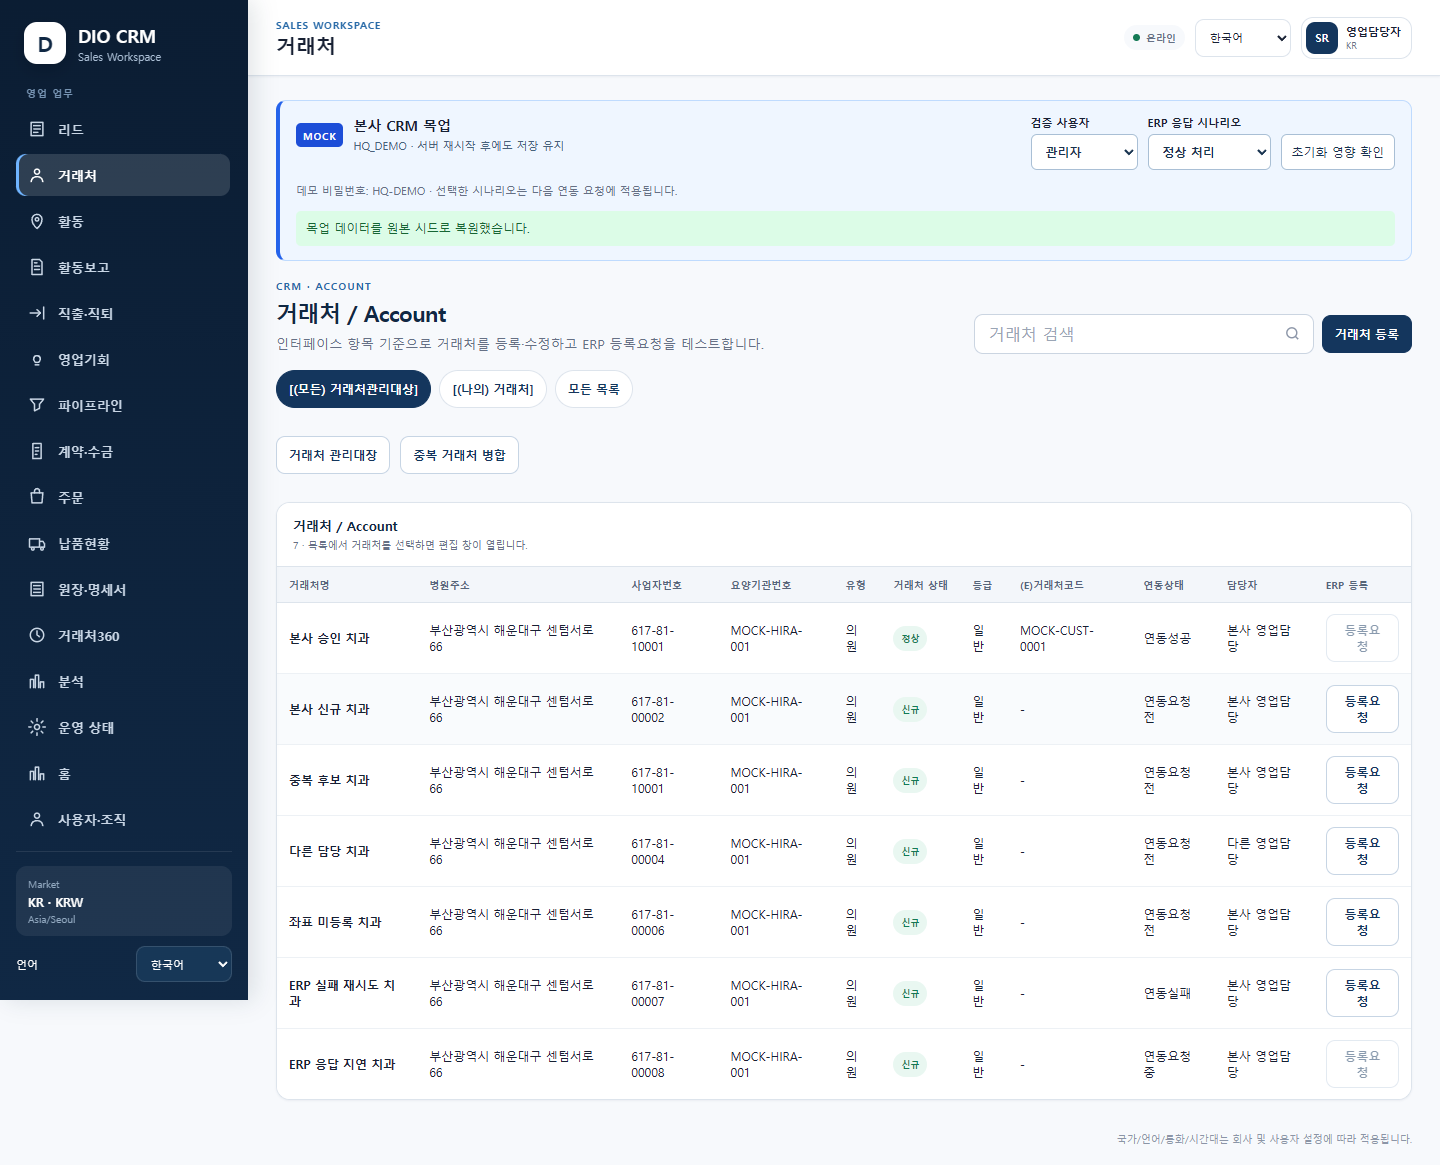 D
DIO CRM
Sales Workspace
영업 업무
리드
거래처
활동
활동보고
직출·직퇴
영업기회
파이프라인
계약·수금
주문
납품현황
원장·명세서
거래처360
분석
운영 상태
홈
사용자·조직
Market
KR · KRW
Asia/Seoul
언어
한국어
SALES WORKSPACE
거래처
온라인
한국어
SR
영업담당자
KR
MOCK
본사 CRM 목업
HQ_DEMO · 서버 재시작 후에도 저장 유지
검증 사용자
관리자
ERP 응답 시나리오
정상 처리
초기화 영향 확인
데모 비밀번호: HQ-DEMO · 선택한 시나리오는 다음 연동 요청에 적용됩니다.
목업 데이터를 원본 시드로 복원했습니다.
CRM · ACCOUNT
거래처 / Account
인터페이스 항목 기준으로 거래처를 등록·수정하고 ERP 등록요청을 테스트합니다.
거래처 검색
거래처 등록
[(모든) 거래처관리대상]
[(나의) 거래처]
모든 목록
거래처 관리대장
중복 거래처 병합
거래처 / Account
7 · 목록에서 거래처를 선택하면 편집 창이 열립니다.
거래처명 병원주소 사업자번호 요양기관번호 유형 거래처 상태 등급 (E)거래처코드 연동상태 담당자 ERP 등록
본사 승인 치과 부산광역시 해운대구 센텀서로 66 617-81-10001 MOCK-HIRA-001 의원 정상 일반 MOCK-CUST-0001 연동성공 본사 영업담당 등록요청
본사 신규 치과 부산광역시 해운대구 센텀서로 66 617-81-00002 MOCK-HIRA-001 의원 신규 일반 - 연동요청전 본사 영업담당 등록요청
중복 후보 치과 부산광역시 해운대구 센텀서로 66 617-81-10001 MOCK-HIRA-001 의원 신규 일반 - 연동요청전 본사 영업담당 등록요청
다른 담당 치과 부산광역시 해운대구 센텀서로 66 617-81-00004 MOCK-HIRA-001 의원 신규 일반 - 연동요청전 다른 영업담당 등록요청
좌표 미등록 치과 부산광역시 해운대구 센텀서로 66 617-81-00006 MOCK-HIRA-001 의원 신규 일반 - 연동요청전 본사 영업담당 등록요청
ERP 실패 재시도 치과 부산광역시 해운대구 센텀서로 66 617-81-00007 MOCK-HIRA-001 의원 신규 일반 - 연동실패 본사 영업담당 등록요청
ERP 응답 지연 치과 부산광역시 해운대구 센텀서로 66 617-81-00008 MOCK-HIRA-001 의원 신규 일반 - 연동요청중 본사 영업담당 등록요청
국가/언어/통화/시간대는 회사 및 사용자 설정에 따라 적용됩니다.